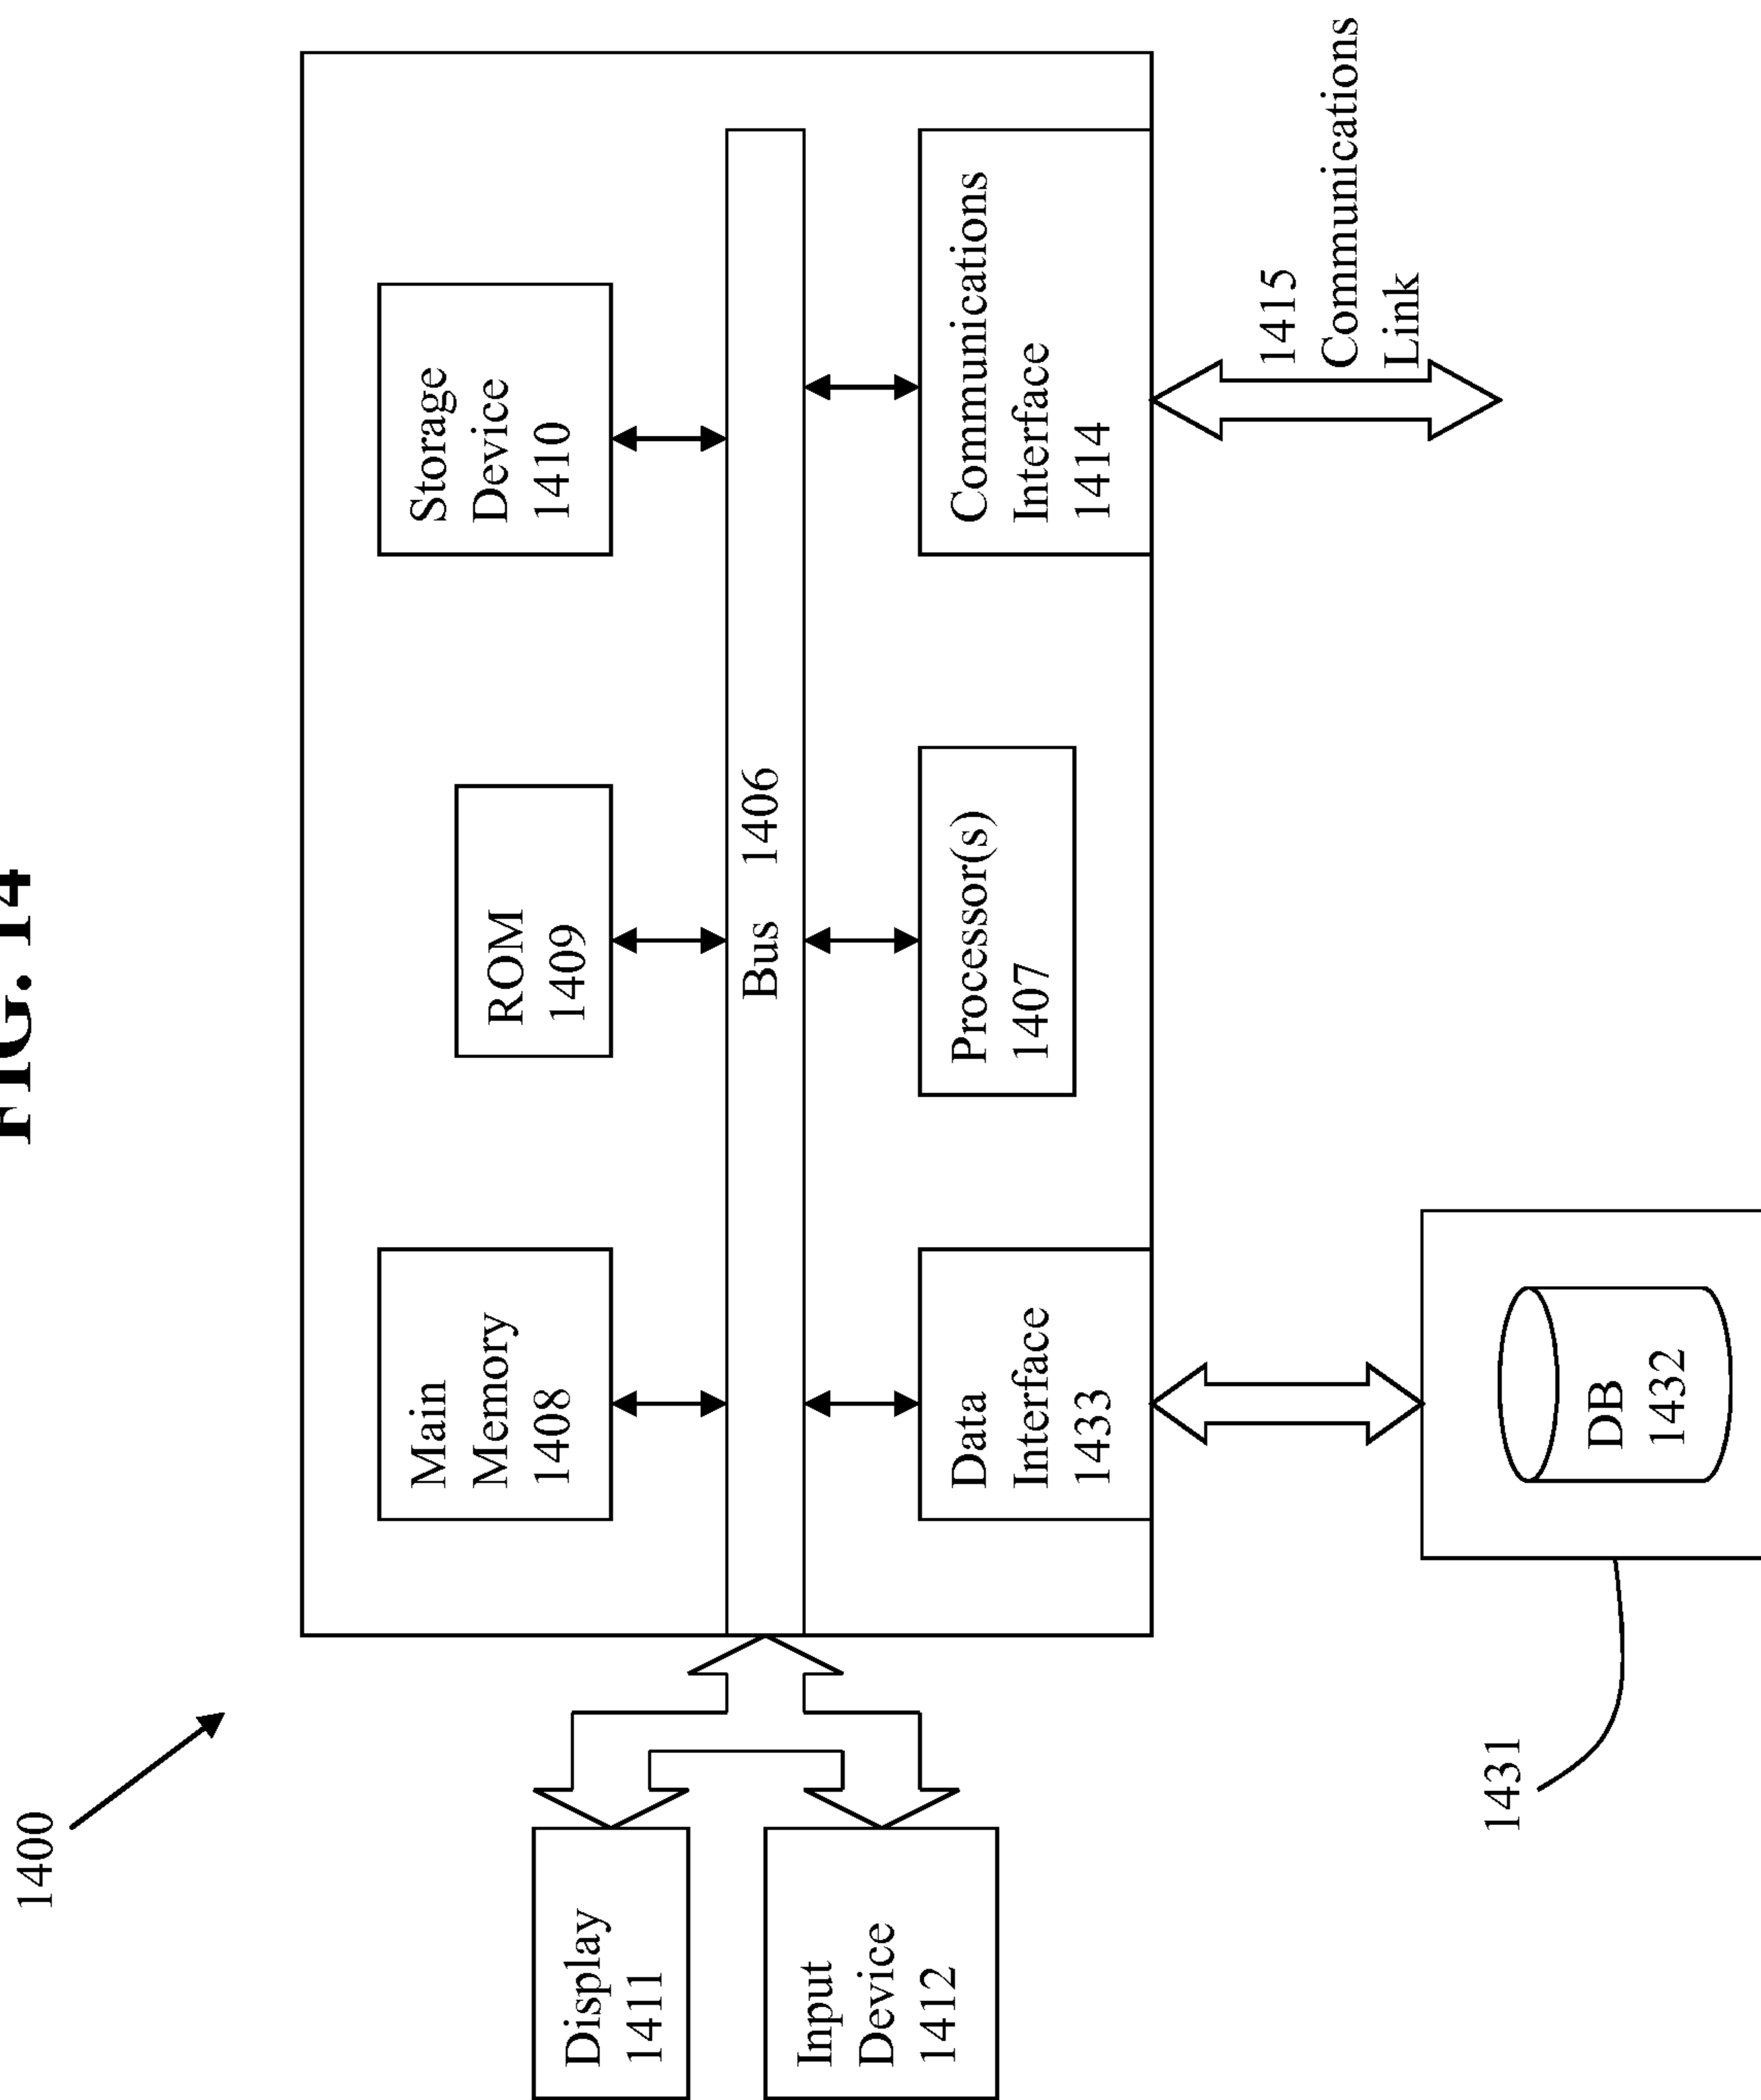 FIG. 14
1400
Main
Memory
1408
ROM
1409
Storage
Device
1410
Display
1411
Bus 1406
Input
Device
1412
Data
Interface
1433
Processor(s)
1407
Communications
Interface
1414
1415
Communications
Link
1431
DB
1432